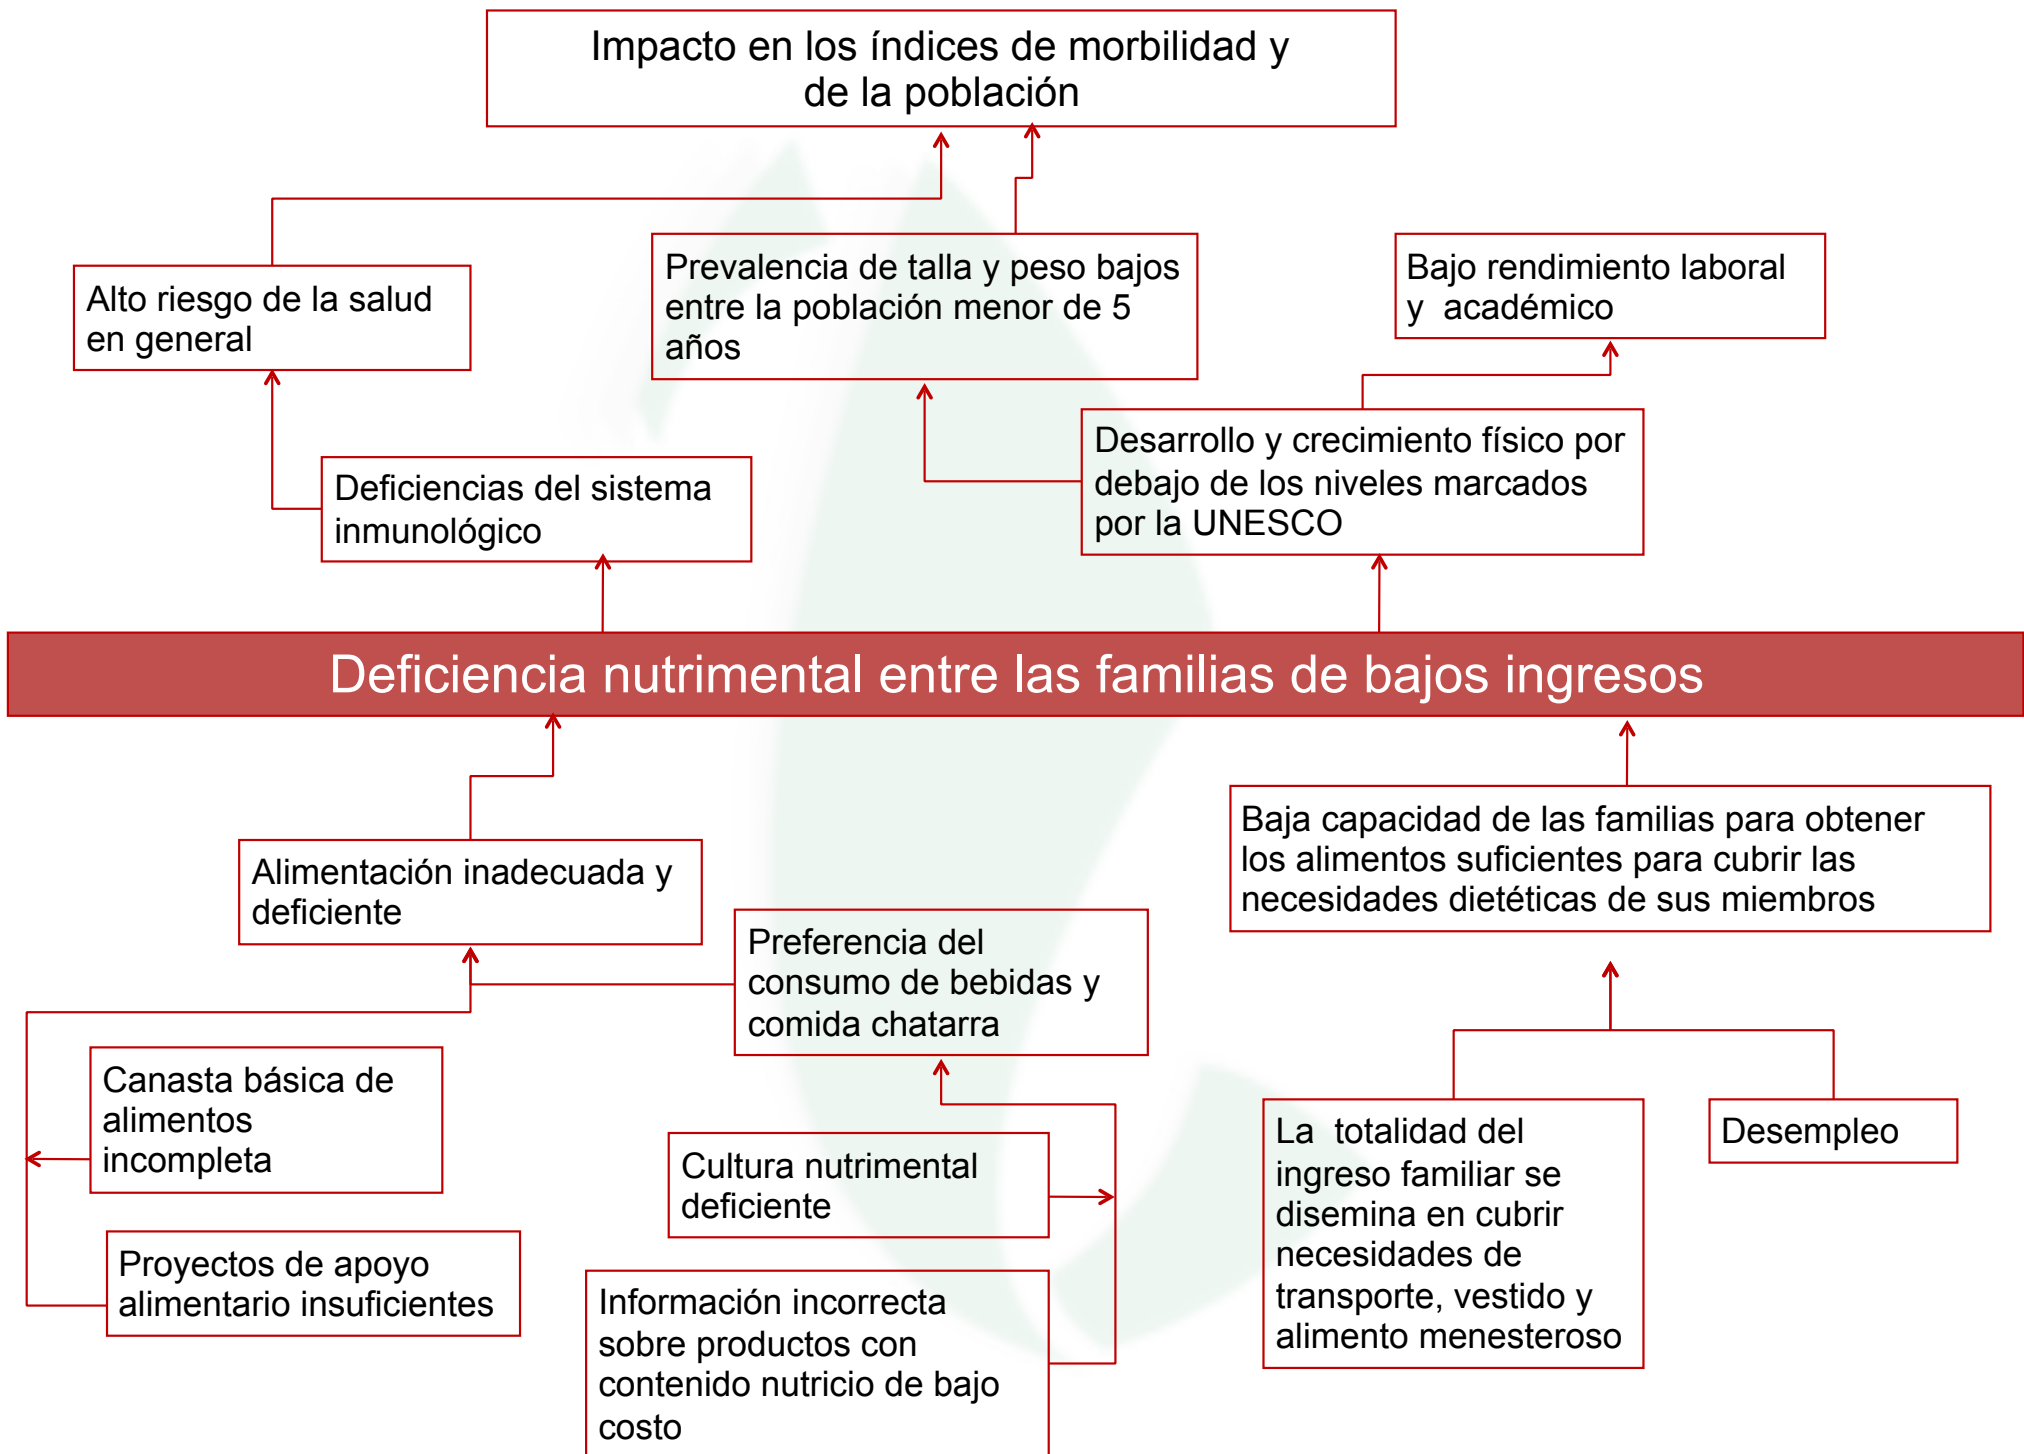 Impacto en los índices de morbilidad y
de la población
Alto riesgo de la salud
en general
Prevalencia de talla y peso bajos
entre la población menor de 5
años
Bajo rendimiento laboral
y  académico
Deficiencias del sistema
inmunológico
Desarrollo y crecimiento físico por
debajo de los niveles marcados
por la UNESCO
Deficiencia nutrimental entre las familias de bajos ingresos
Alimentación inadecuada y
deficiente
Preferencia del
consumo de bebidas y
comida chatarra
Baja capacidad de las familias para obtener
los alimentos suficientes para cubrir las
necesidades dietéticas de sus miembros
Canasta básica de
alimentos
incompleta
Proyectos de apoyo
alimentario insuficientes
Cultura nutrimental
deficiente
Información incorrecta
sobre productos con
contenido nutricio de bajo
costo
La  totalidad del
ingreso familiar se
disemina en cubrir
necesidades de
transporte, vestido y
alimento menesteroso
Desempleo